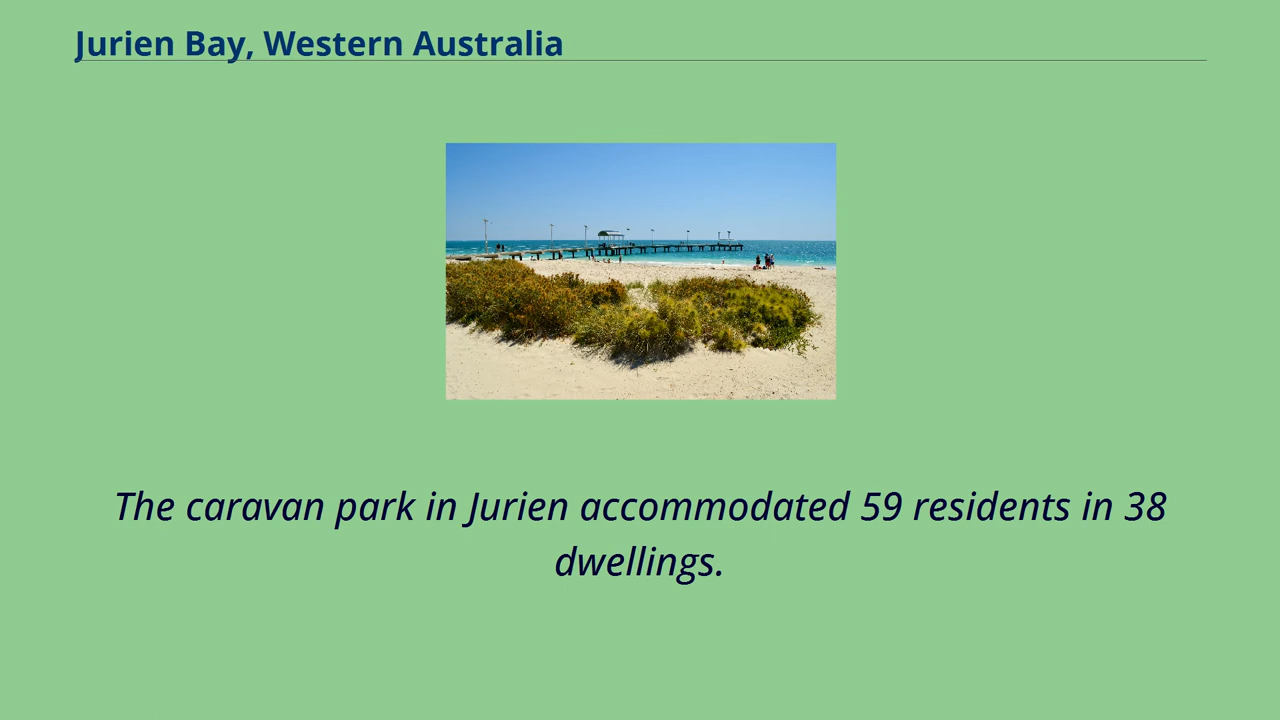 Jurien Bay, Western Australia
The caravan park in Jurien accommodated 59 residents in 38
dwellings.